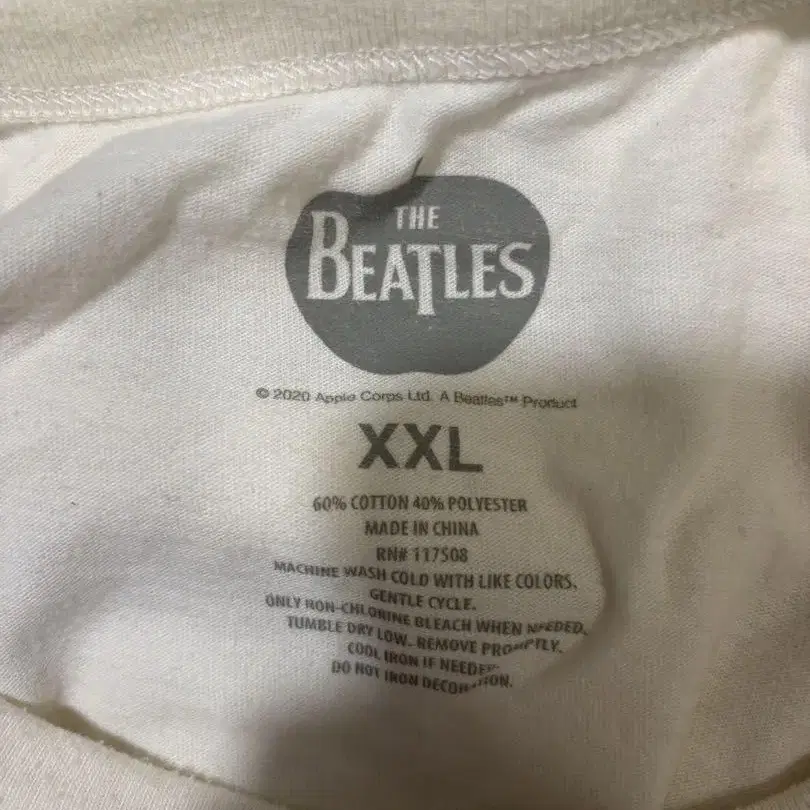 THE
BEATLES
© 2020 Apple Corps Ltd. A Beatles™ Product
XXL
60% COTTON 40% POLYESTER
MADE IN CHINA
RN# 117508
MACHINE WASH COLD WITH LIKE COLORS.
GENTLE CYCLE.
ONLY NON-CHLORINE BLEACH WHEN NEEDED.
TUMBLE DRY LOW. REMOVE PROMPTLY.
COOL IRON IF NEEDED.
DO NOT IRON DECORATION.